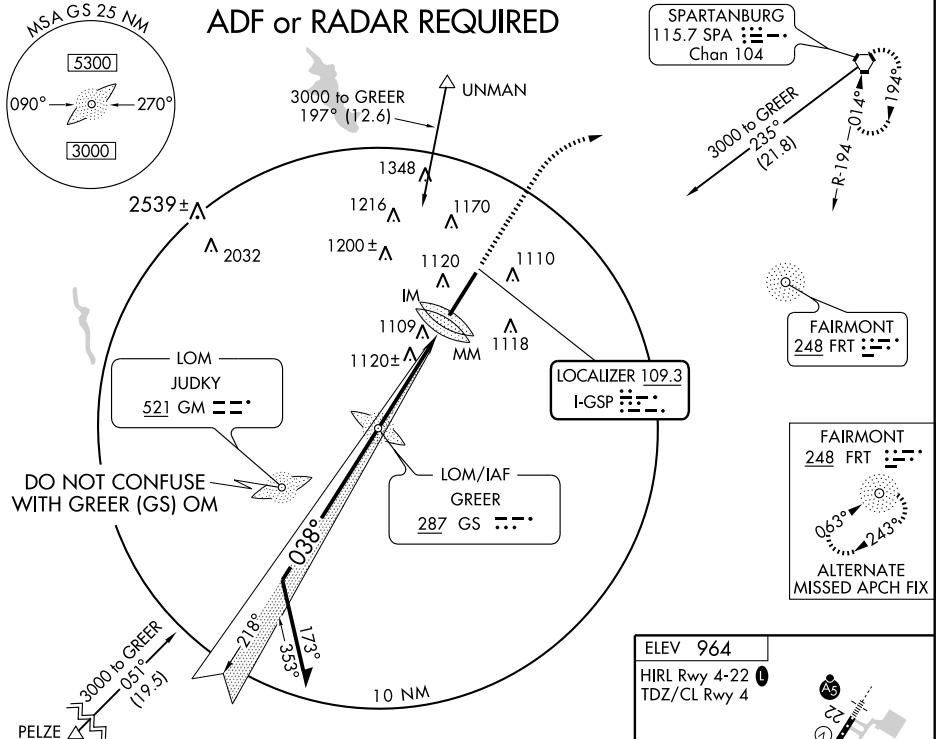 ADF or RADAR REQUIRED
MSA GS 25 NM
5300
090°
270°
3000
SPARTANBURG
115.7 SPA
Chan 104
3000 to GREER
235°
(21.8)
R-194
014°
194°
UNMAN
3000 to GREER
197° (12.6)
1348
2539±
1216
1170
2032
1200±
1120
1110
IM
1109
MM
1118
1120±
FAIRMONT
248 FRT
LOM
JUDKY
521 GM
LOCALIZER 109.3
I-GSP
DO NOT CONFUSE
WITH GREER (GS) OM
LOM/IAF
GREER
287 GS
FAIRMONT
248 FRT
063°
243°
ALTERNATE
MISSED APCH FIX
038°
218°
353°
173°
3000 to GREER
051°
(19.5)
10 NM
PELZE
ELEV 964
HIRL Rwy 4-22 L
TDZ/CL Rwy 4
A5
22